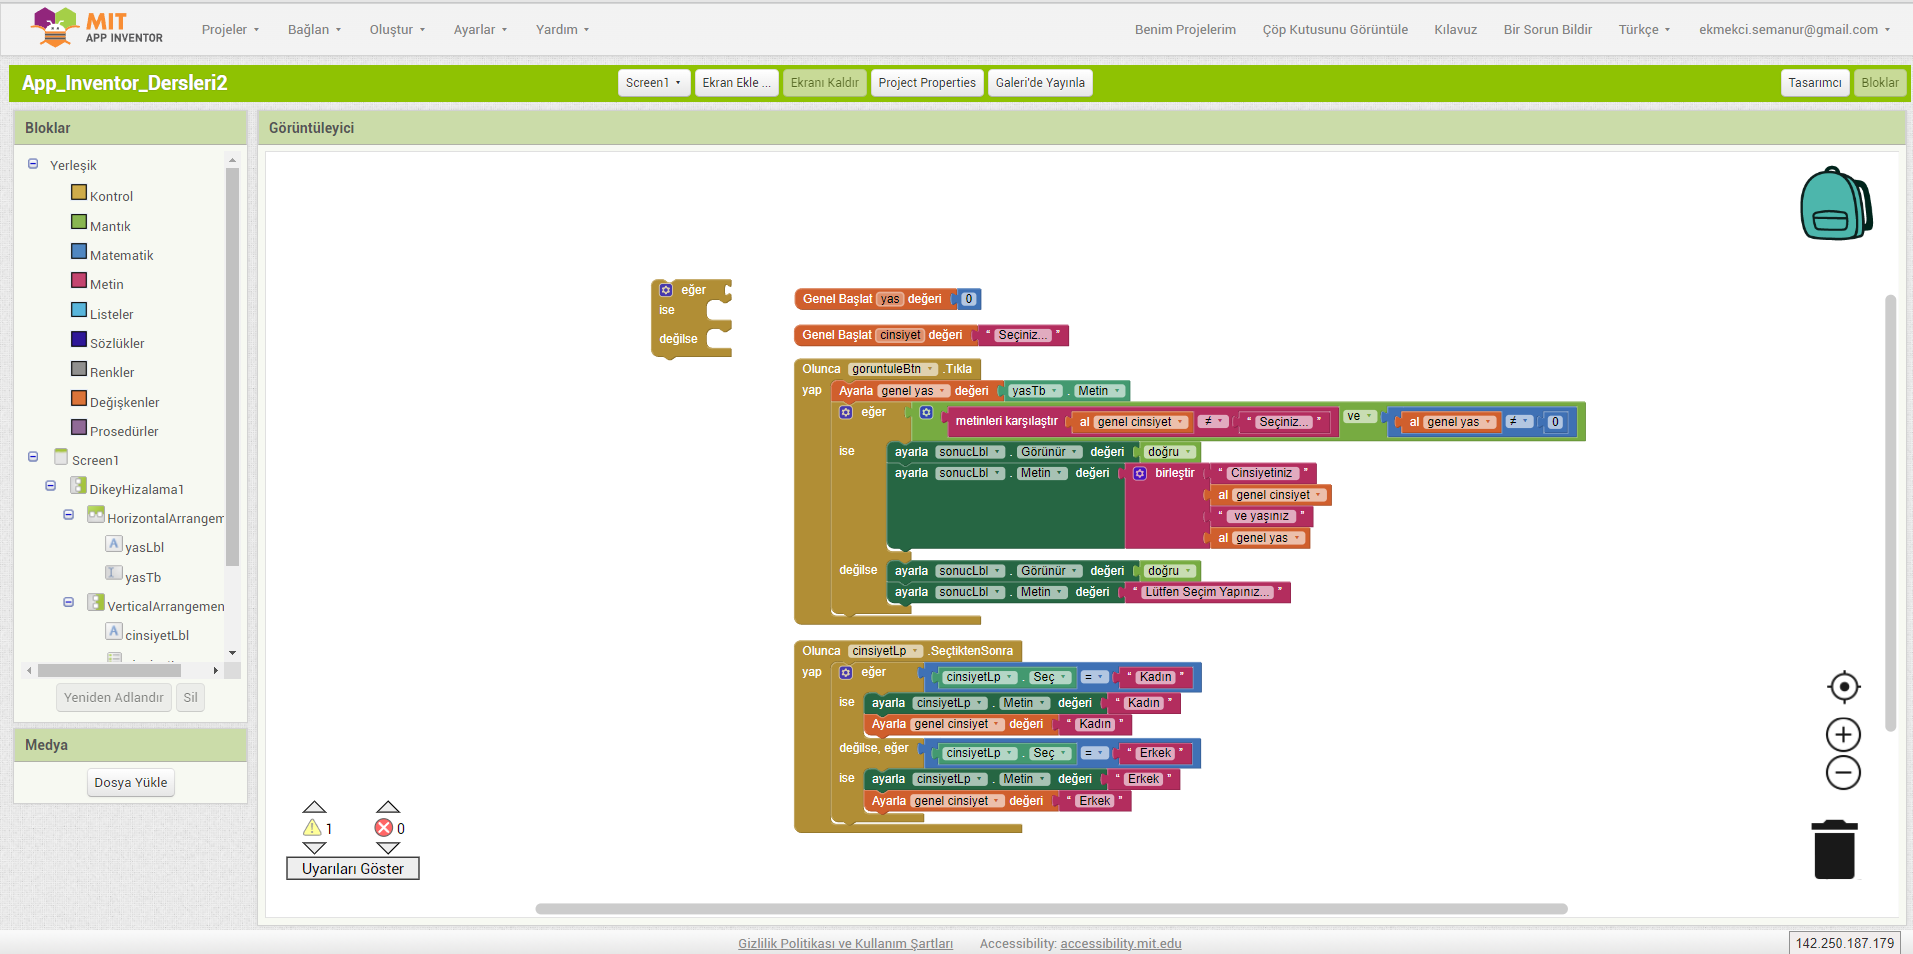 MIT
APP INVENTOR
Projeler
Bağlan
Oluştur
Ayarlar
Yardım
Benim Projelerim
Çöp Kutusunu Görüntüle
Kılavuz
Bir Sorun Bildir
Türkçe
ekmekci.semanur@gmail.com
App_Inventor_Dersleri2
Screen1
Ekran Ekle ...
Ekranı Kaldır
Project Properties
Galeri'de Yayınla
Tasarımcı
Bloklar
Bloklar
Yerleşik
Kontrol
Mantık
Matematik
Metin
Listeler
Sözlükler
Renkler
Değişkenler
Prosedürler
Screen1
DikeyHizalama1
HorizontalArrangem
yasLbl
yasTb
VerticalArrangemen
cinsiyetLbl
Yeniden Adlandır
Sil
Medya
Dosya Yükle
Görüntüleyici
eğer
ise
değilse
Genel Başlat yas değeri 0
Genel Başlat cinsiyet değeri " Seçiniz... "
Olunca goruntuleBtn .Tıkla
yap Ayarla genel yas değeri yasTb . Metin
eğer metinleri karşılaştır al genel cinsiyet ≠ " Seçiniz... " ve al genel yas ≠ 0
ise ayarla sonucLbl . Görünür değeri doğru
ayarla sonucLbl . Metin değeri birleştir " Cinsiyetiniz "
al genel cinsiyet
" ve yaşınız "
al genel yas
değilse ayarla sonucLbl . Görünür değeri doğru
ayarla sonucLbl . Metin değeri " Lütfen Seçim Yapınız... "
Olunca cinsiyetLp .SeçtiktenSonra
yap eğer cinsiyetLp . Seç = " Kadın "
ise ayarla cinsiyetLp . Metin değeri " Kadın "
Ayarla genel cinsiyet değeri " Kadın "
değilse, eğer cinsiyetLp . Seç = " Erkek "
ise ayarla cinsiyetLp . Metin değeri " Erkek "
Ayarla genel cinsiyet değeri " Erkek "
1
0
Uyarıları Göster
Gizlilik Politikası ve Kullanım Şartları
Accessibility: accessibility.mit.edu
142.250.187.179